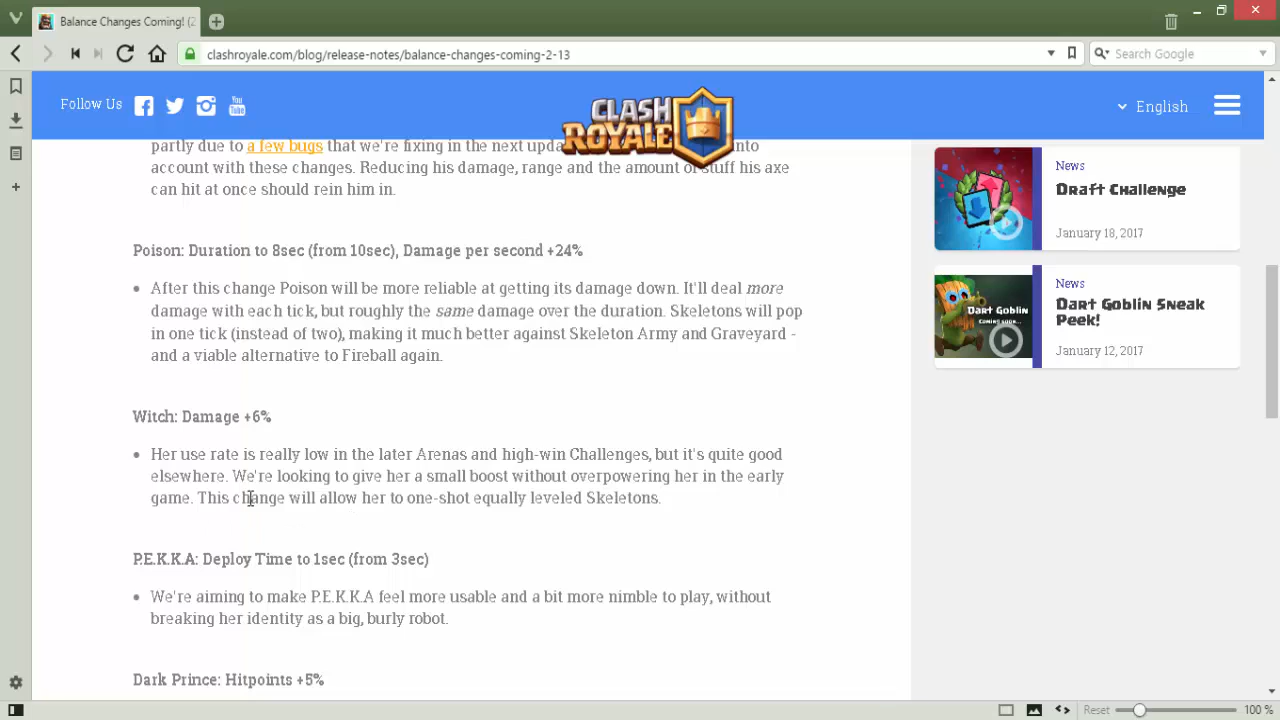 Balance Changes Coming! (2
clashroyale.com/blog/release-notes/balance-changes-coming-2-13
Search Google
Follow Us
You
Tube
CLASH
ROYALE
English
partly due to a few bugs that we're fixing in the next upda
nto
account with these changes. Reducing his damage, range and the amount of stuff his axe
can hit at once should rein him in.
Poison: Duration to 8sec (from 10sec), Damage per second +24%
After this change Poison will be more reliable at getting its damage down. It'll deal more
damage with each tick, but roughly the same damage over the duration. Skeletons will pop
in one tick (instead of two), making it much better against Skeleton Army and Graveyard -
and a viable alternative to Fireball again.
Witch: Damage +6%
Her use rate is really low in the later Arenas and high-win Challenges, but it's quite good
elsewhere. We're looking to give her a small boost without overpowering her in the early
game. This change will allow her to one-shot equally leveled Skeletons.
P.E.K.K.A: Deploy Time to 1sec (from 3sec)
We're aiming to make P.E.K.K.A feel more usable and a bit more nimble to play, without
breaking her identity as a big, burly robot.
Dark Prince: Hitpoints +5%
News
Draft Challenge
January 18, 2017
Dart Goblin
COMING SOON...
News
Dart Goblin Sneak
Peek!
January 12, 2017
Reset
100 %